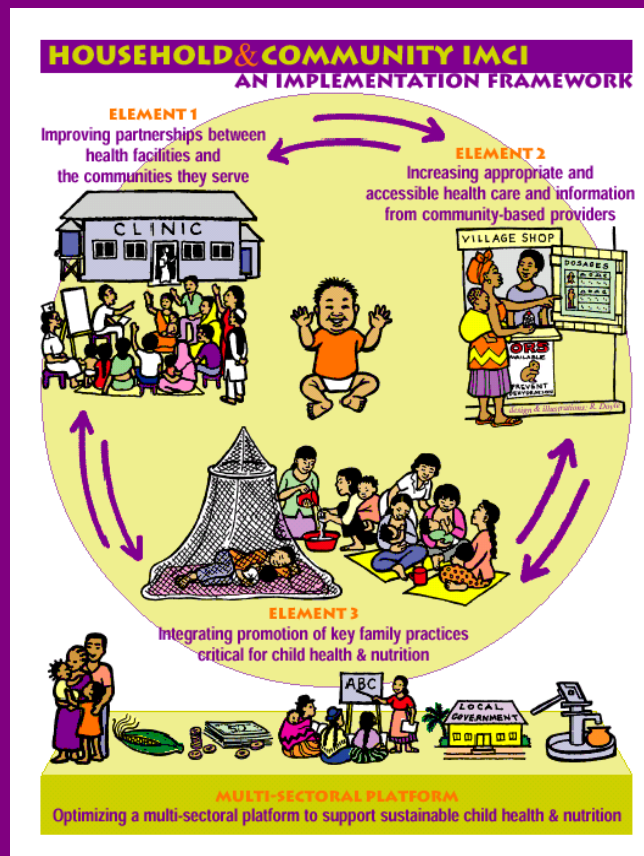 HOUSEHOLD & COMMUNITY IMCI
AN IMPLEMENTATION FRAMEWORK
ELEMENT 1
Improving partnerships between
health facilities and
the communities they serve
ELEMENT 2
Increasing appropriate and
accessible health care and information
from community-based providers
CLINIC
VILLAGE SHOP
DOSAGES
ORS
AVAILABLE
PREVENT
DEHYDRATION
design & illustrations: R. Doyle
ELEMENT 3
Integrating promotion of key family practices
critical for child health & nutrition
ABC
LOCAL
GOVERNMENT
MULTI-SECTORAL PLATFORM
Optimizing a multi-sectoral platform to support sustainable child health & nutrition